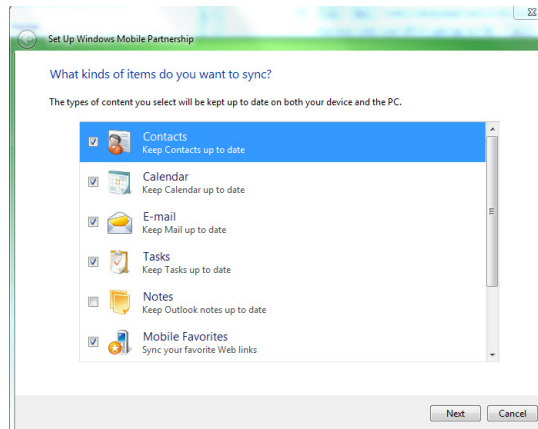 Set Up Windows Mobile Partnership
What kinds of items do you want to sync?
The types of content you select will be kept up to date on both your device and the PC.
Contacts
Keep Contacts up to date
Calendar
Keep Calendar up to date
E-mail
Keep Mail up to date
Tasks
Keep Tasks up to date
Notes
Keep Outlook notes up to date
Mobile Favorites
Sync your favorite Web links
Next Cancel